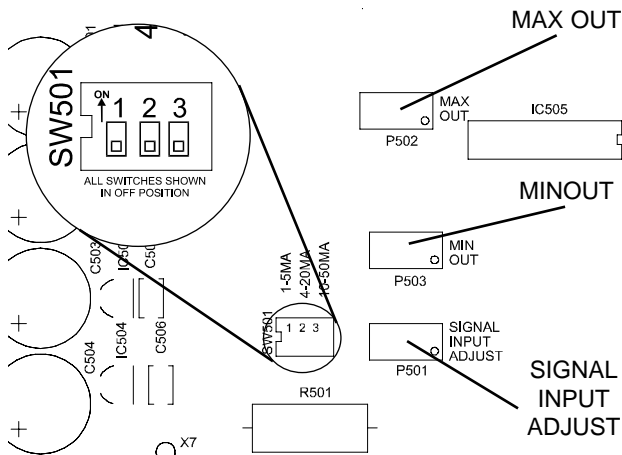 MAX OUT
4
SW501
ON
1 2 3
ALL SWITCHES SHOWN
IN OFF POSITION
MAX
OUT
P502
IC505
MINOUT
MIN
OUT
P503
C503
1-5MA
4-20MA
10-50MA
SW501
1 2 3
SIGNAL
INPUT
ADJUST
P501
C504
IC504
C506
R501
SIGNAL
INPUT
ADJUST
X7